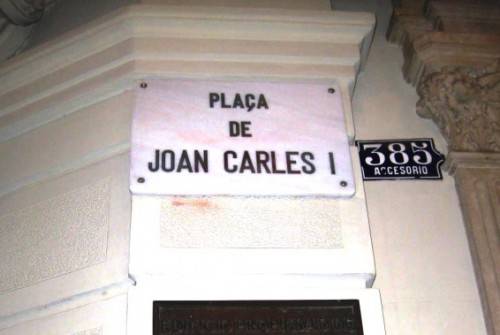 PLAÇA
DE
JOAN CARLES I
385
ACCESORIO